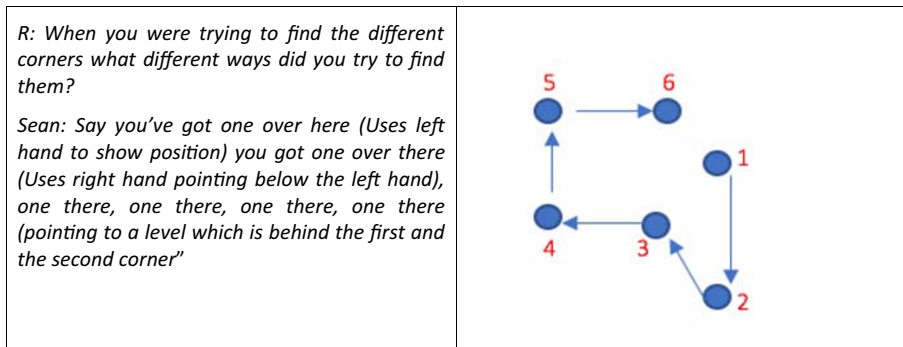 R: When you were trying to find the different
corners what different ways did you try to find
them?
Sean: Say you’ve got one over here (Uses left
hand to show position) you got one over there
(Uses right hand pointing below the left hand),
one there, one there, one there, one there
(pointing to a level which is behind the first and
the second corner”
5 6
1
4 3
2